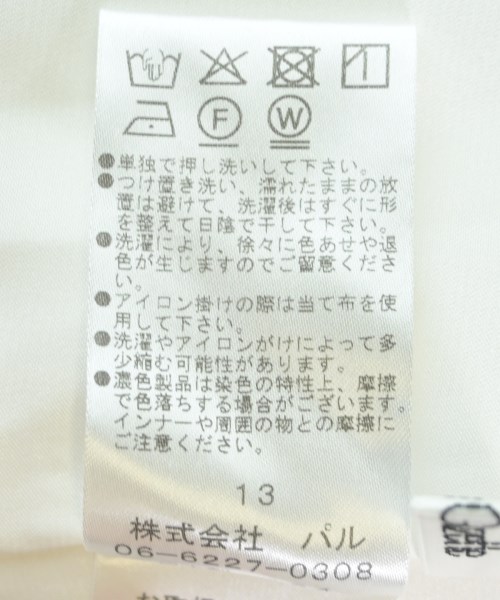 F W
●単独で押し洗いして下さい。
●つけ置き洗い、濡れたままの放
置は避けて、洗濯後はすぐに形
を整えて日陰で干して下さい。
●洗濯により、徐々に色あせや退
色が生じますのでご留意くださ
い。
●アイロン掛けの際は当て布を使
用して下さい。
●洗濯やアイロンがけによって多
少縮む可能性があります。
●濃色製品は染色の特性上、摩擦
で色落ちする場合がございます。
インナーや周囲の物との摩擦に
ご注意ください。
13
株式会社 パル
06-6227-0308